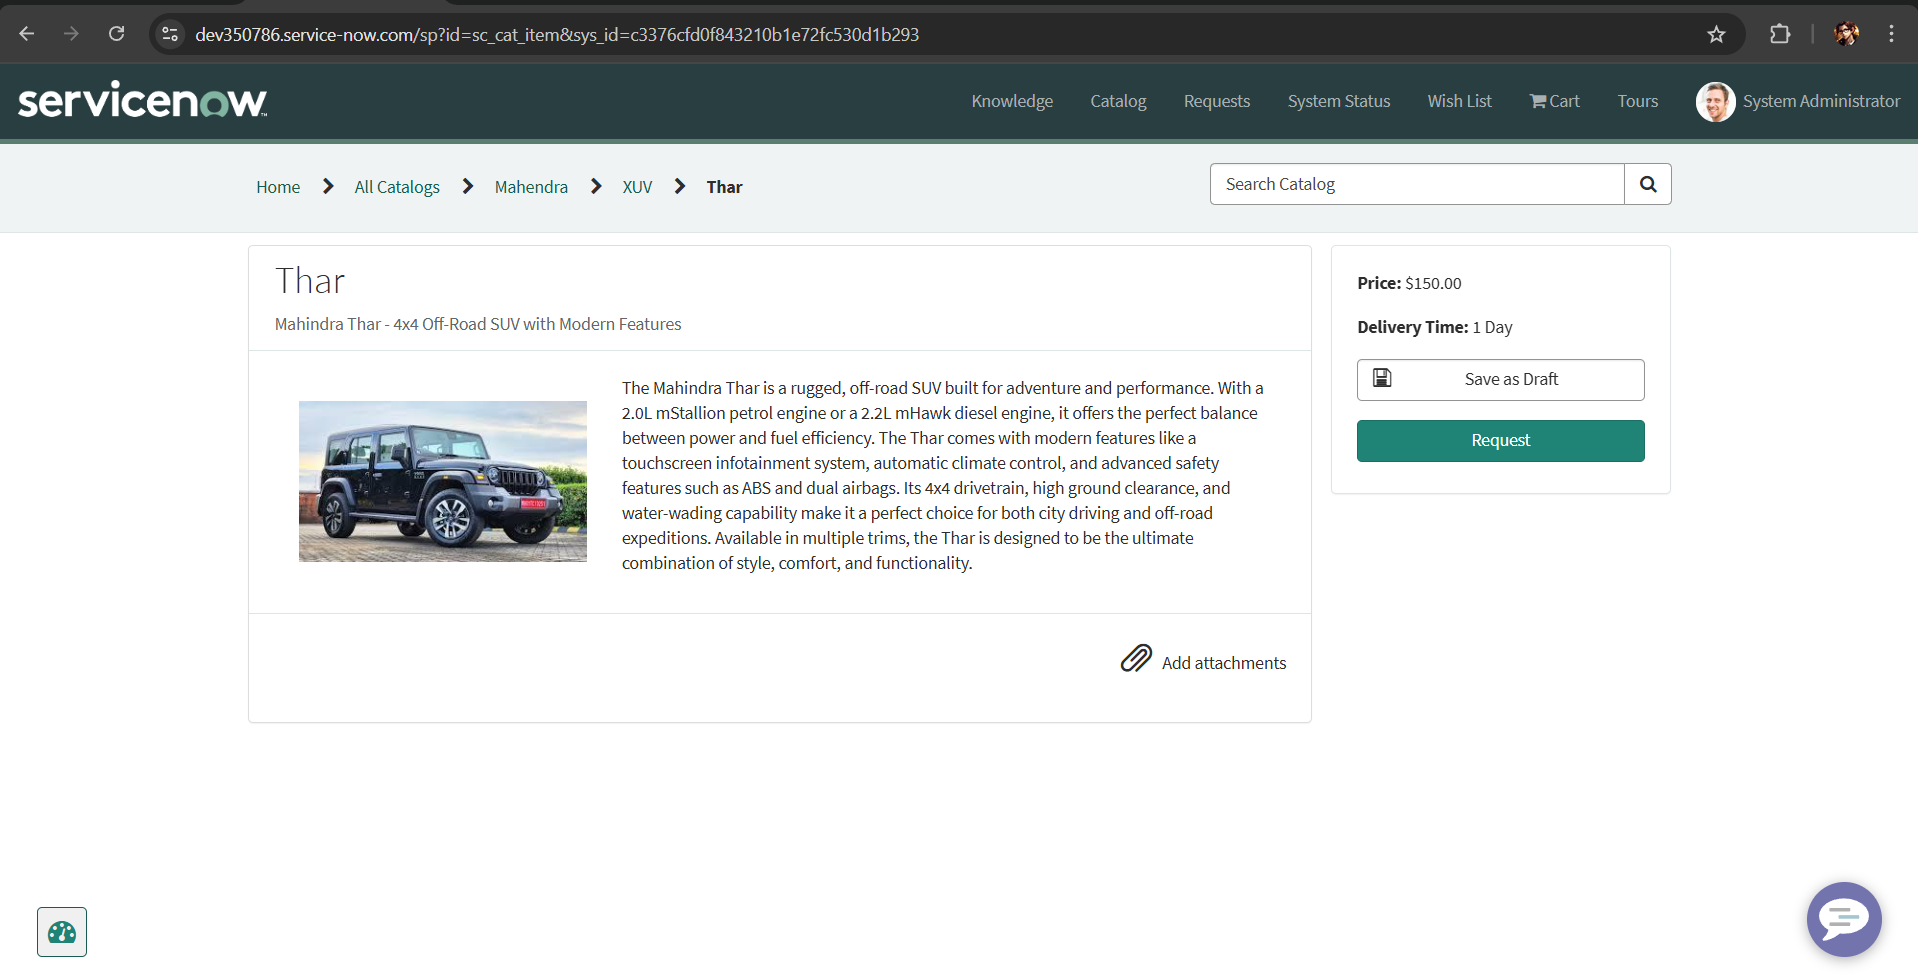 dev350786.service-now.com/sp?id=sc_cat_item&sys_id=c3376cfd0f843210b1e72fc530d1b293
servicenow
Knowledge Catalog Requests System Status Wish List Cart Tours System Administrator
Home All Catalogs Mahendra XUV Thar
Search Catalog
Thar
Mahindra Thar - 4x4 Off-Road SUV with Modern Features
The Mahindra Thar is a rugged, off-road SUV built for adventure and performance. With a
2.0L mStallion petrol engine or a 2.2L mHawk diesel engine, it offers the perfect balance
between power and fuel efficiency. The Thar comes with modern features like a
touchscreen infotainment system, automatic climate control, and advanced safety
features such as ABS and dual airbags. Its 4x4 drivetrain, high ground clearance, and
water-wading capability make it a perfect choice for both city driving and off-road
expeditions. Available in multiple trims, the Thar is designed to be the ultimate
combination of style, comfort, and functionality.
Add attachments
Price: $150.00
Delivery Time: 1 Day
Save as Draft
Request